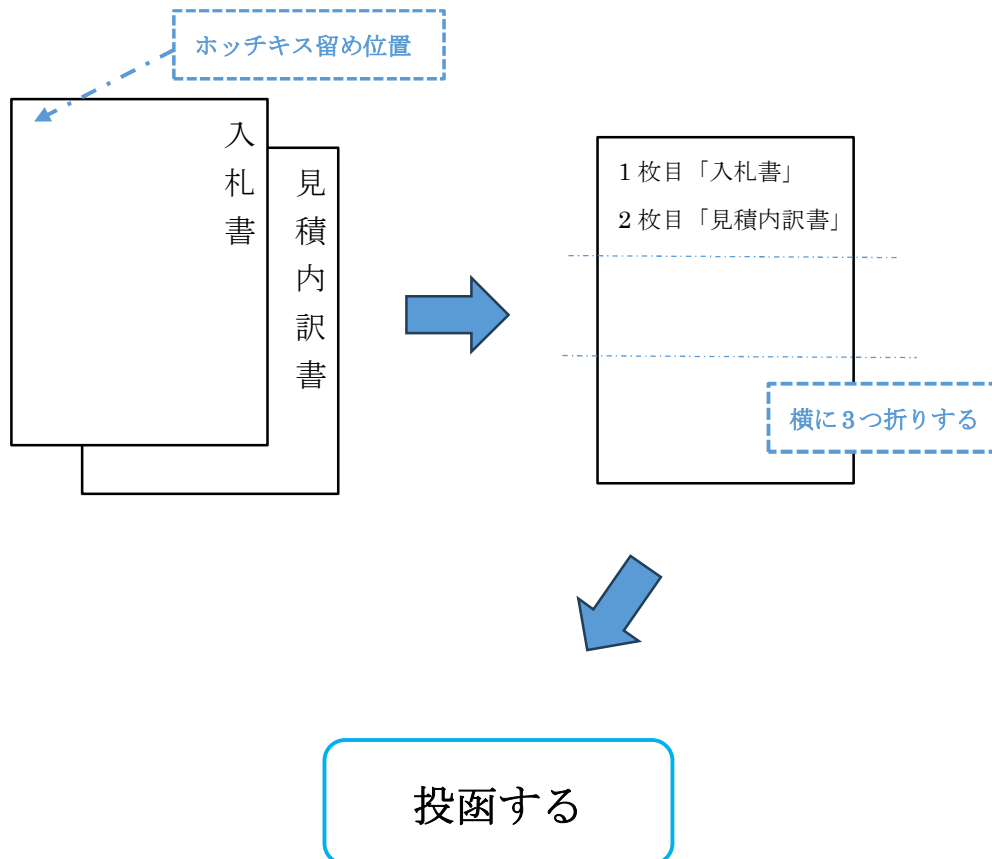 ホッチキス留め位置
入札書
見積内訳書
1 枚目「入札書」
2 枚目「見積内訳書」
横に3つ折りする
投函する